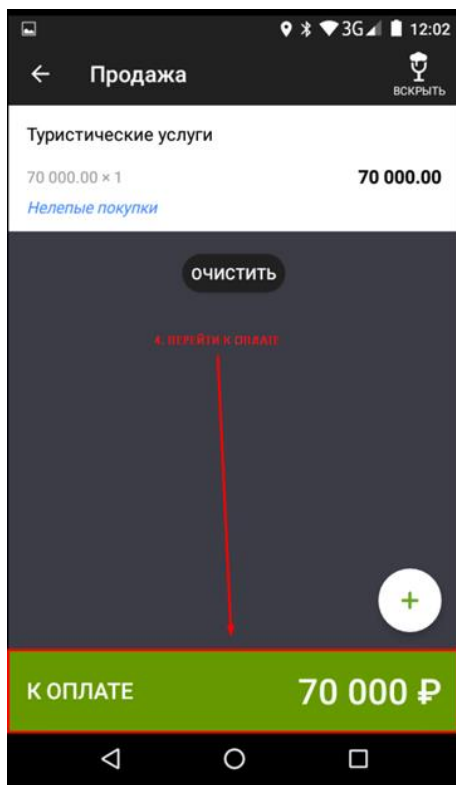 3G 12:02
Продажа
ВСКРЫТЬ
Туристические услуги
70 000.00 × 1 70 000.00
Нелепые покупки
ОЧИСТИТЬ
4. ПЕРЕЙТИ К ОПЛАТЕ
+
К ОПЛАТЕ 70 000 ₽